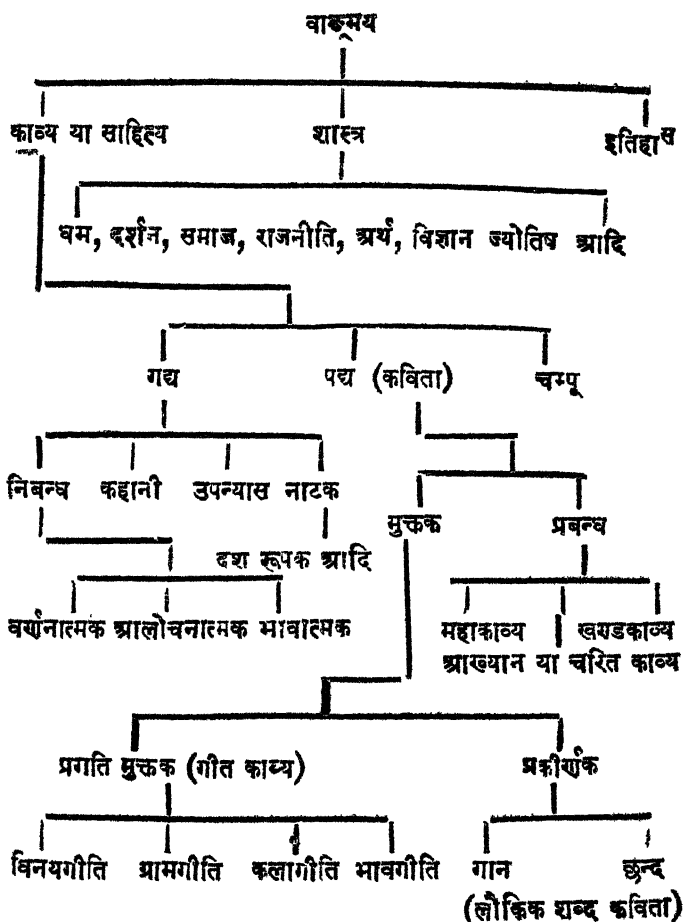 वाङ्मय
काव्य या साहित्य शास्त्र इतिहास
धम, दर्शन, समाज, राजनीति, अर्थ, विज्ञान ज्योतिष आदि
गद्य पद्य (कविता) चम्पू
निबन्ध कहानी उपन्यास नाटक
मुक्तक प्रबन्ध
दश रूपक आदि
वर्णनात्मक आलोचनात्मक भावात्मक
महाकाव्य खण्डकाव्य
आख्यान या चरित काव्य
प्रगति मुक्तक (गीत काव्य) प्रकीर्णक
विनयगीति ग्रामगीति कलागीति भावगीति गान छन्द
(लौकिक शब्द कविता)